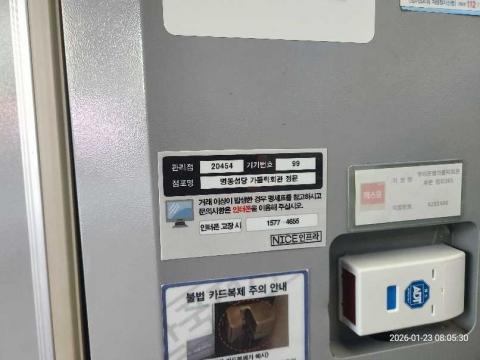 112
관리점 20454 기기번호 99
점포명 명동성당 가톨릭회관 정문
거래 이상이 발생한 경우 명세표를 참고하시고
문의사항은 인터폰을 이용해 주십시오.
인터폰 고장 시 1577-4655
NICE인프라
불법 카드복제 주의 안내
ADT
2026-01-23 08:05:30